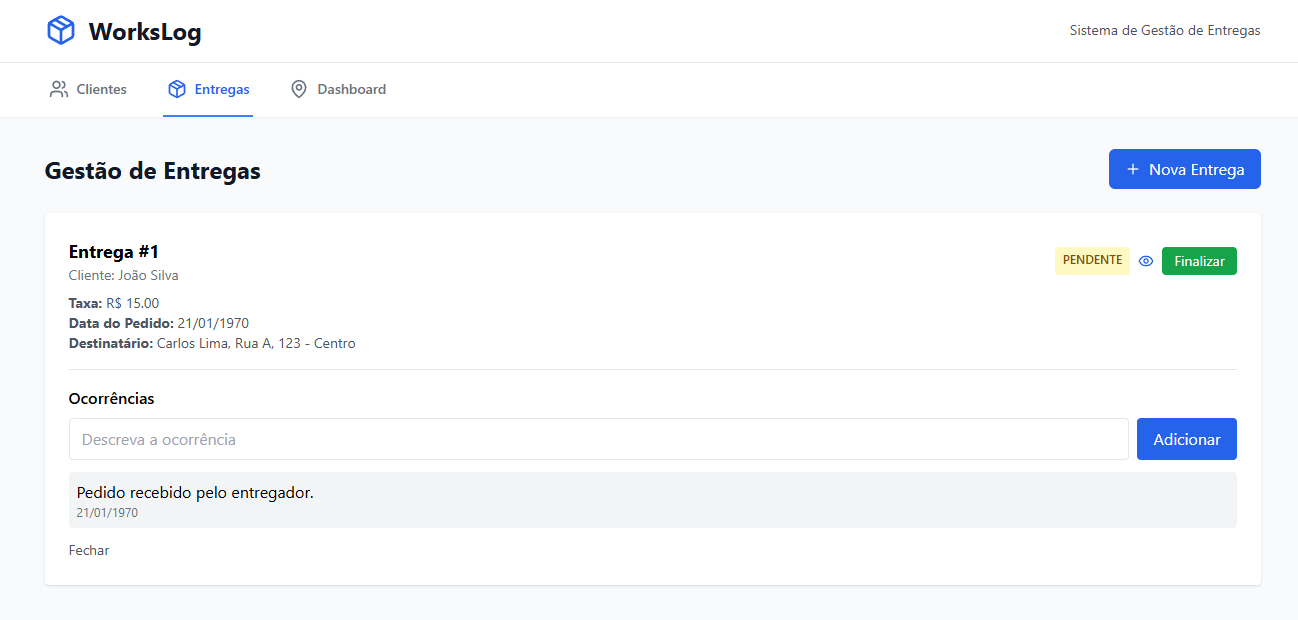 WorksLog
Sistema de Gestão de Entregas
Clientes
Entregas
Dashboard
Gestão de Entregas
+ Nova Entrega
Entrega #1
PENDENTE
Finalizar
Cliente: João Silva
Taxa: R$ 15.00
Data do Pedido: 21/01/1970
Destinatário: Carlos Lima, Rua A, 123 - Centro
Ocorrências
Descreva a ocorrência
Adicionar
Pedido recebido pelo entregador.
21/01/1970
Fechar